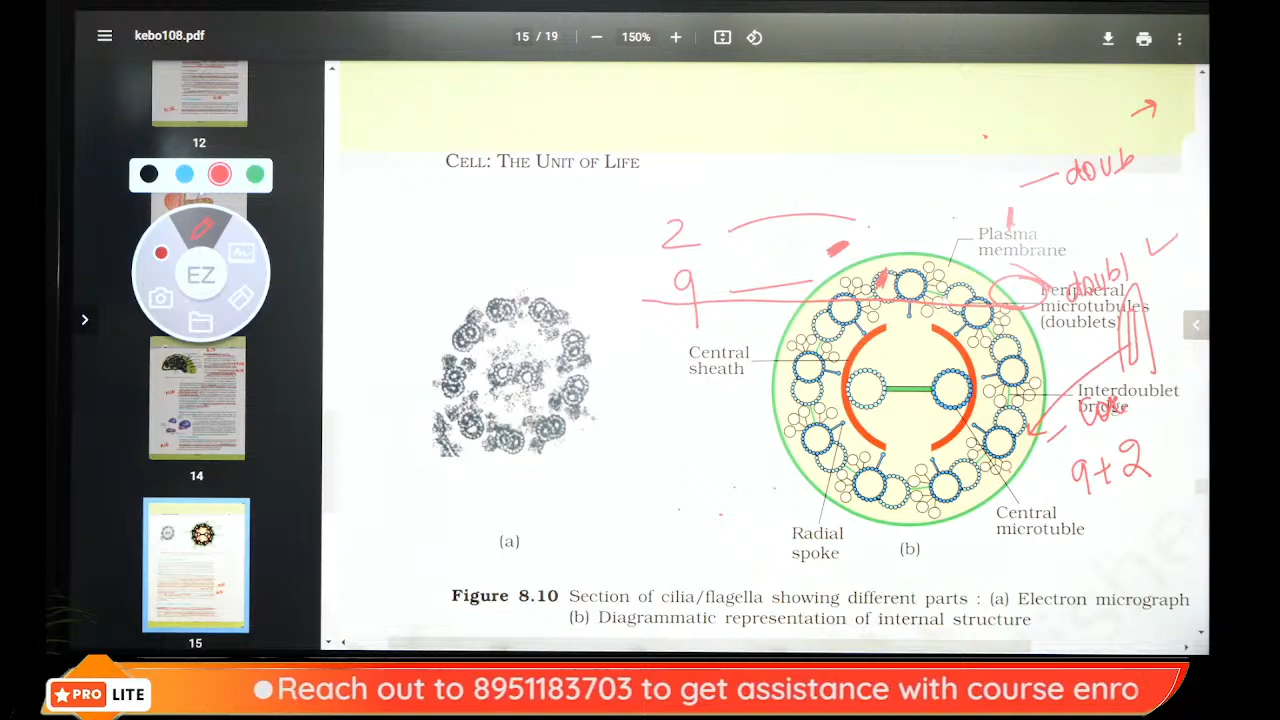 kebo108.pdf
15 / 19
150%
12
CELL: THE UNIT OF LIFE
doub
2
Plasma
membrane
9
doubl
Peripheral
microtubules
(doublets)
EZ
Central
sheath
Interdoublet
bridge
9+2
14
Central
microtuble
Radial
spoke
(a)
(b)
Figure 8.10 Section of cilia/flagella showing different parts : (a) Electron micrograph
(b) Diagrammatic representation of internal structure
15
PRO LITE
Reach out to 8951183703 to get assistance with course enro